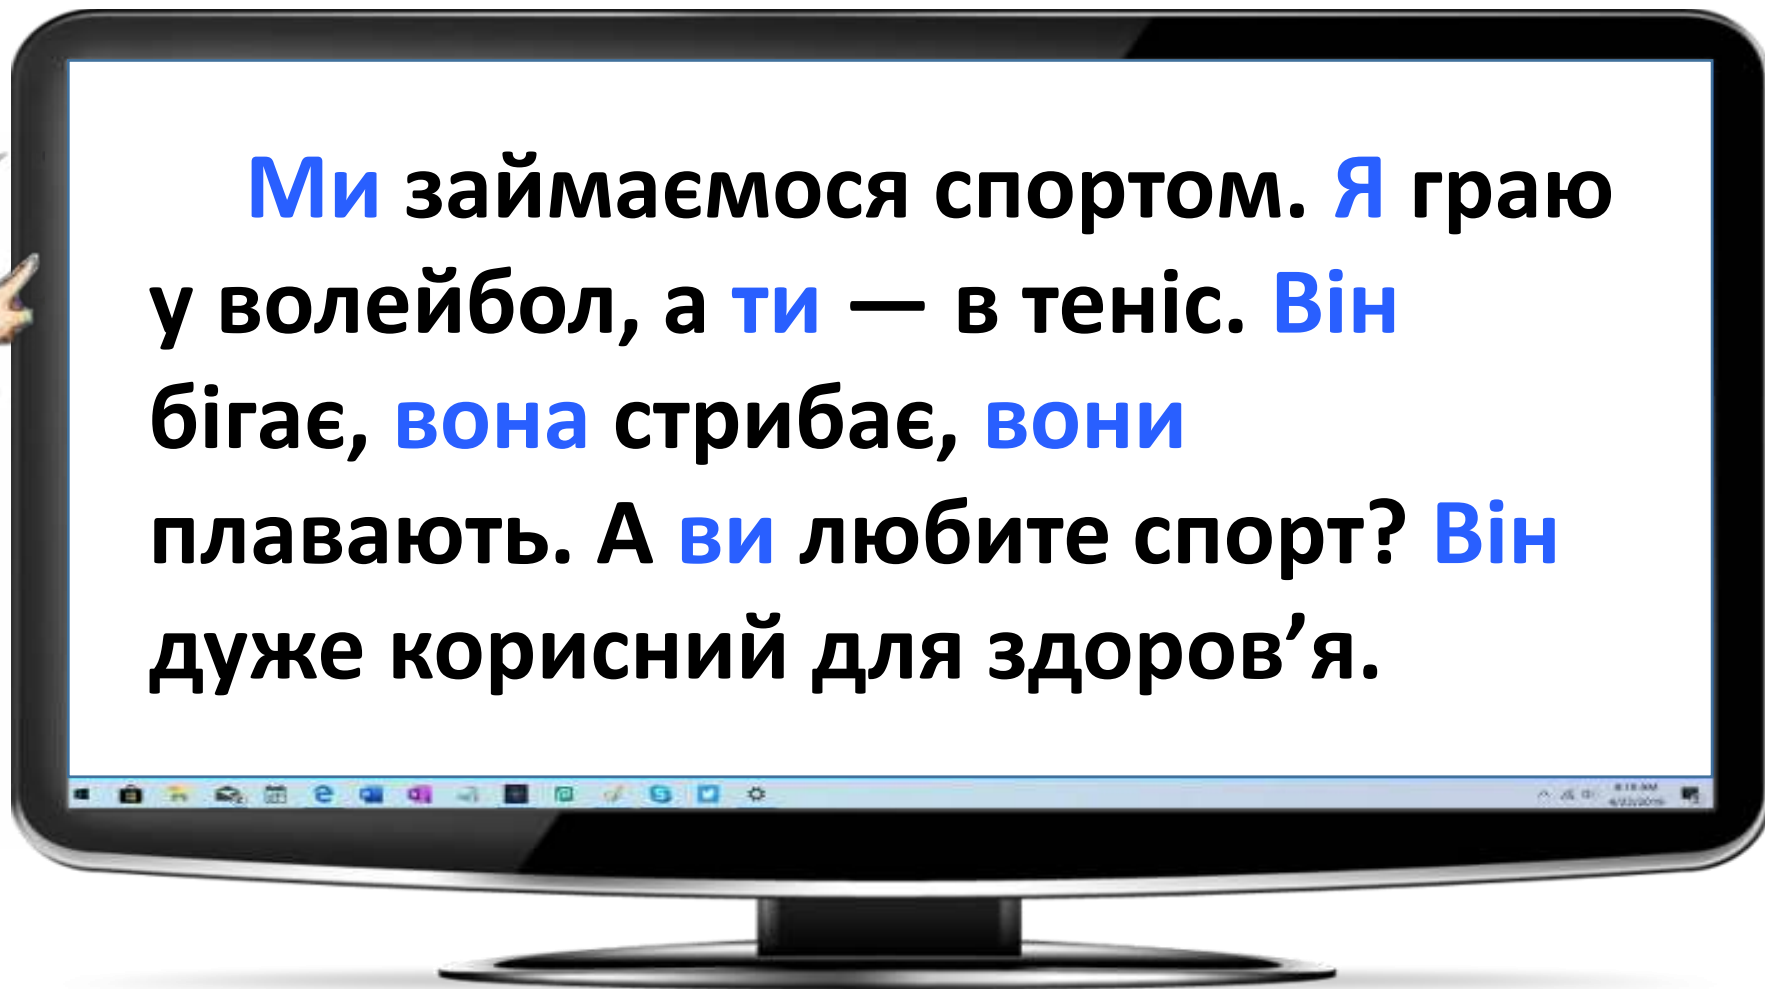 Ми займаємося спортом. Я граю
у волейбол, а ти — в теніс. Він
бігає, вона стрибає, вони
плавають. А ви любите спорт? Він
дуже корисний для здоров’я.